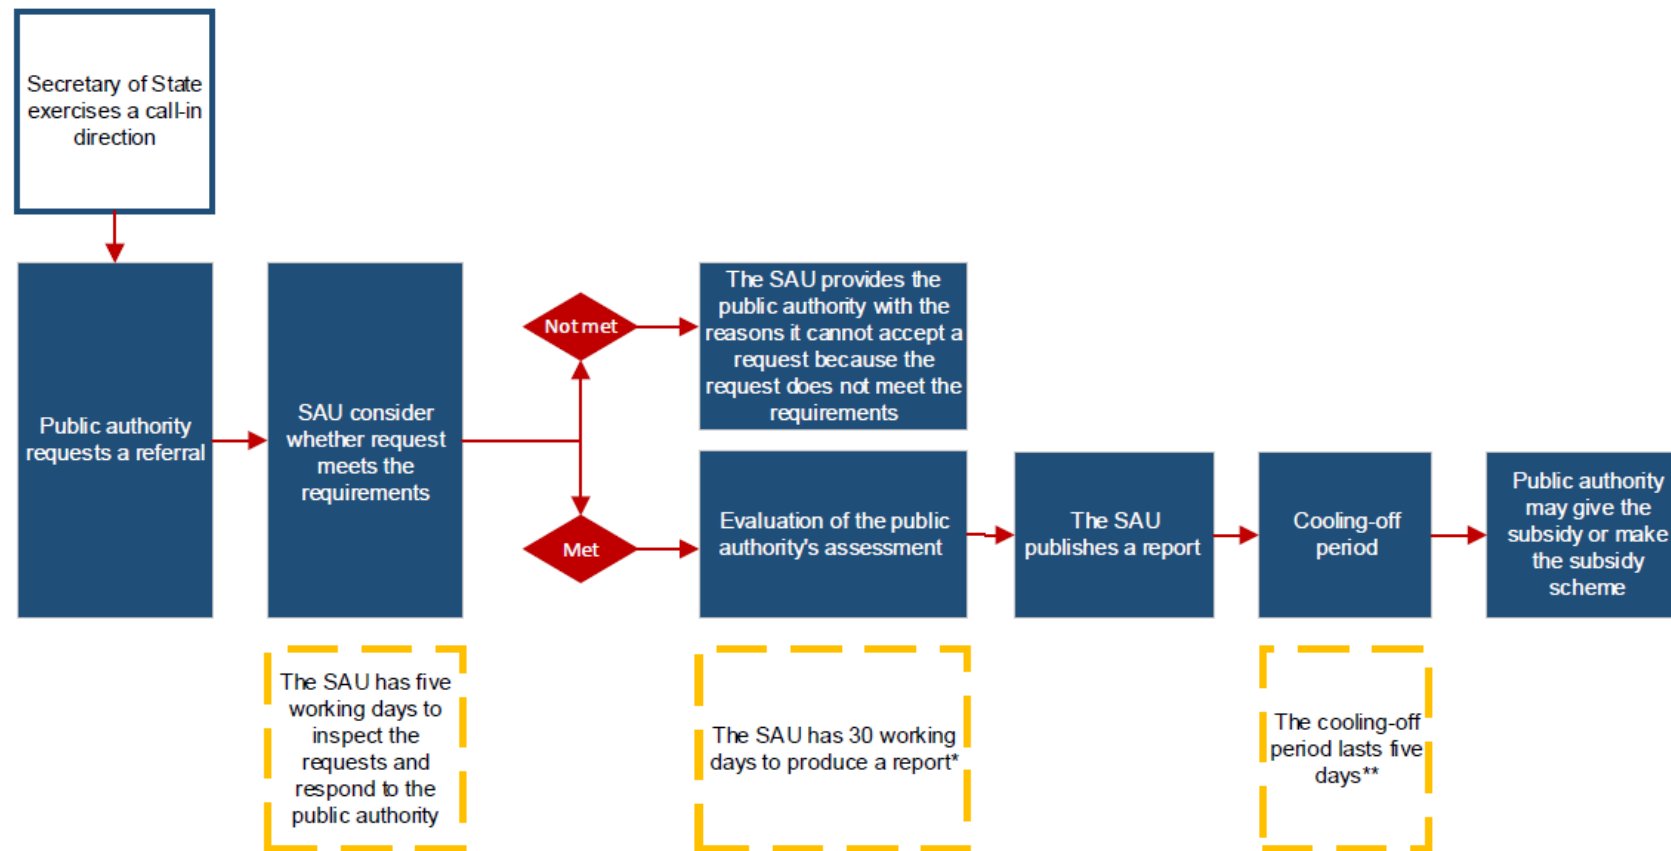 Secretary of State
exercises a call-in
direction
Public authority
requests a referral
SAU consider
whether request
meets the
requirements
Not met
The SAU provides the
public authority with the
reasons it cannot accept a
request because the
request does not meet the
requirements
Met
Evaluation of the public
authority's assessment
The SAU
publishes a report
Cooling-off
period
Public authority
may give the
subsidy or make
the subsidy
scheme
The SAU has five
working days to
inspect the
requests and
respond to the
public authority
The SAU has 30 working
days to produce a report*
The cooling-off
period lasts five
days**